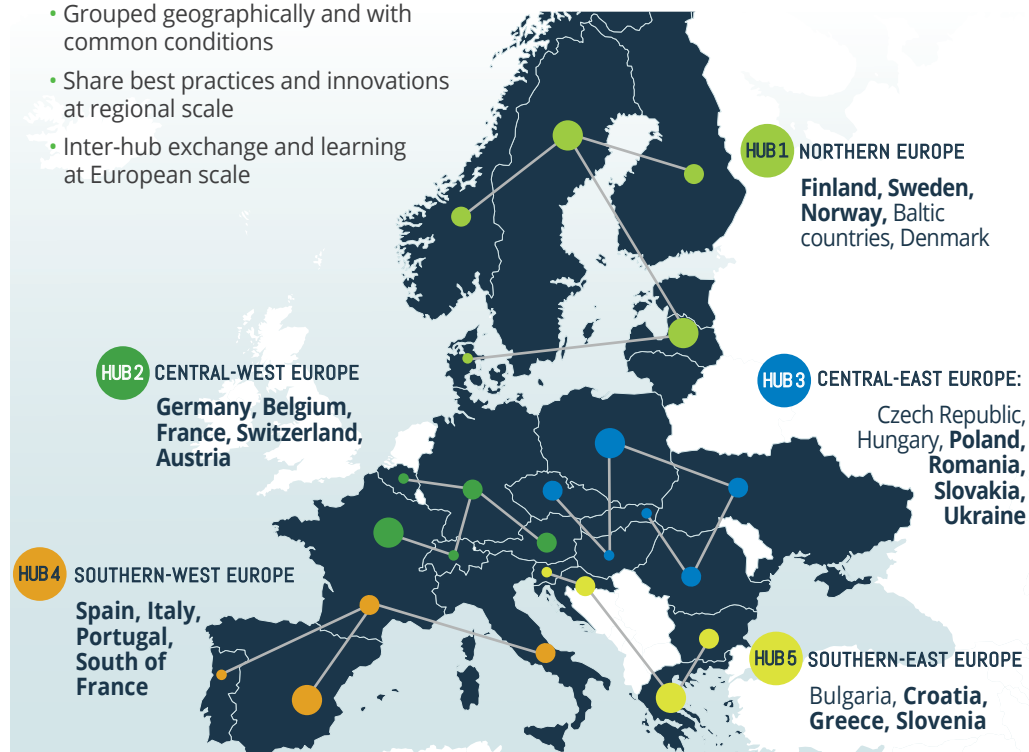 • Grouped geographically and with
common conditions
• Share best practices and innovations
at regional scale
• Inter-hub exchange and learning
at European scale
HUB 1 NORTHERN EUROPE
Finland, Sweden,
Norway, Baltic
countries, Denmark
HUB 2 CENTRAL-WEST EUROPE
Germany, Belgium,
France, Switzerland,
Austria
HUB 3 CENTRAL-EAST EUROPE:
Czech Republic,
Hungary, Poland,
Romania,
Slovakia,
Ukraine
HUB 4 SOUTHERN-WEST EUROPE
Spain, Italy,
Portugal,
South of
France
HUB 5 SOUTHERN-EAST EUROPE
Bulgaria, Croatia,
Greece, Slovenia